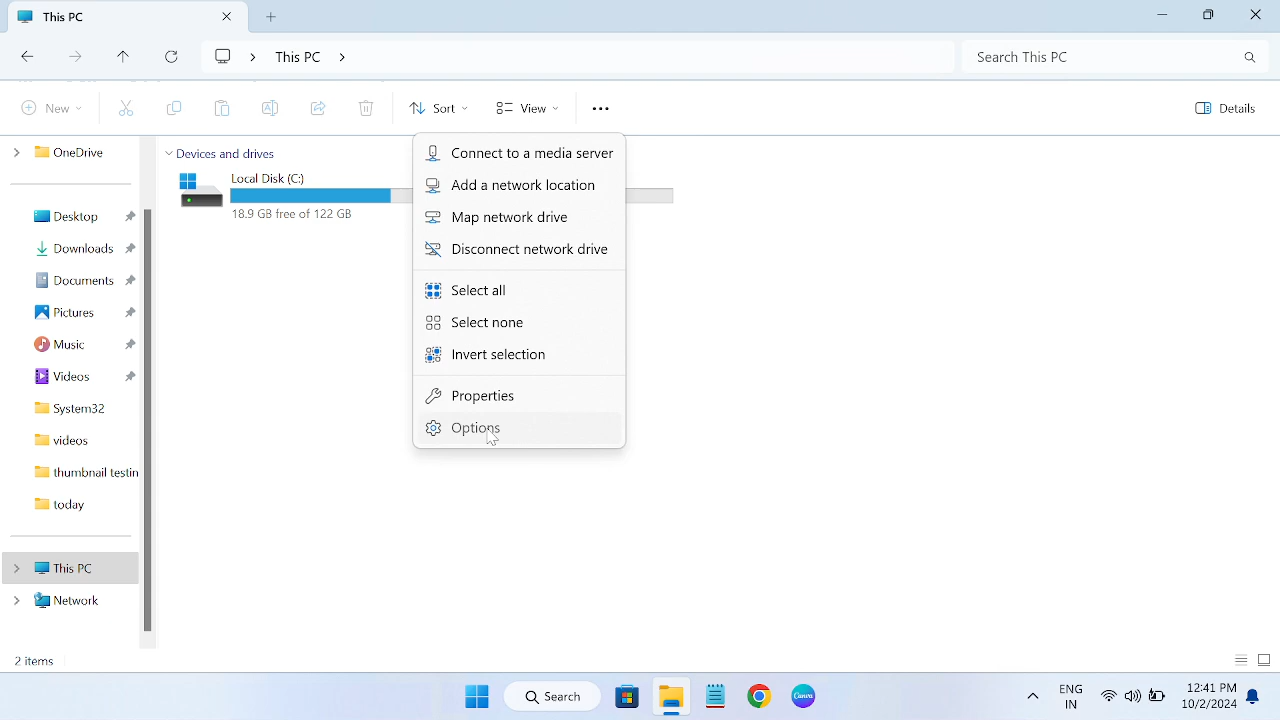 This PC
This PC
Search This PC
New
Sort
View
Details
OneDrive
Desktop
Downloads
Documents
Pictures
Music
Videos
System32
videos
thumbnail testin
today
This PC
Network
Devices and drives
Local Disk (C:)
18.9 GB free of 122 GB
Connect to a media server
Add a network location
Map network drive
Disconnect network drive
Select all
Select none
Invert selection
Properties
Options
2 items
Search
Canva
ENG
IN
12:41 PM
10/2/2024